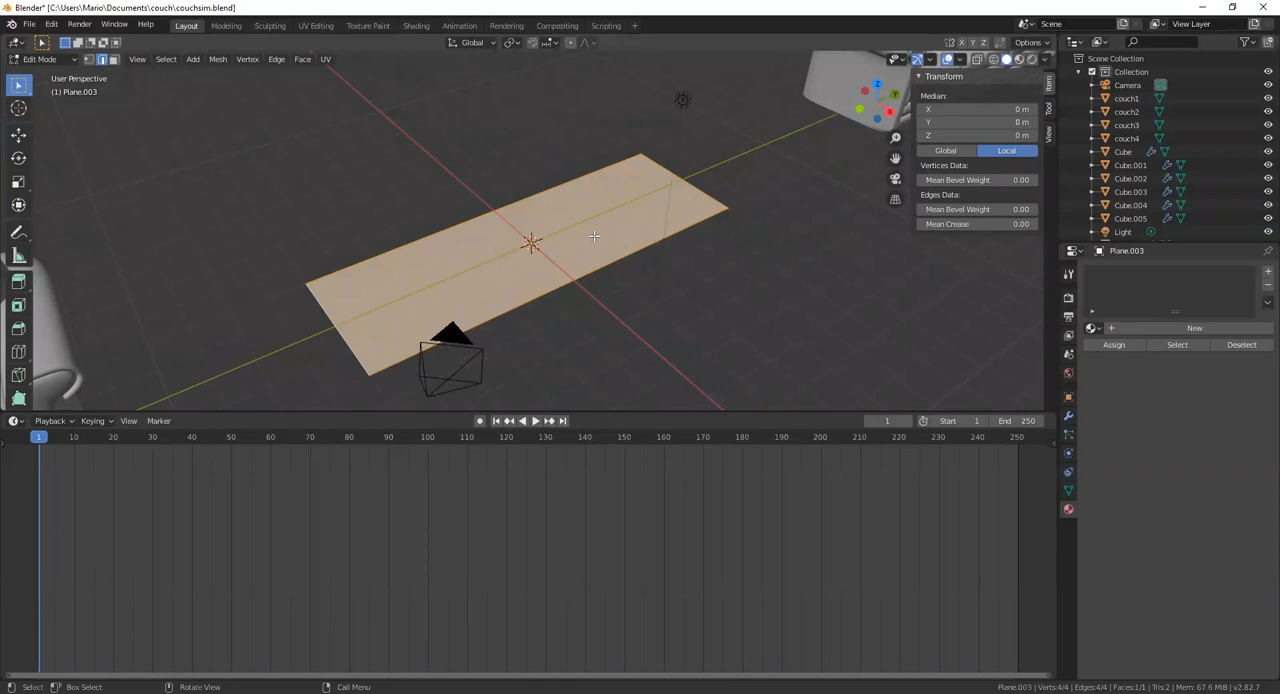 Blender* [C:\Users\Mario\Documents\couch\couchsim.blend]
File Edit Render Window Help Layout Modeling Sculpting UV Editing Texture Paint Shading Animation Rendering Compositing Scripting + Scene View Layer
Global X Y Z Options
Edit Mode View Select Add Mesh Vertex Edge Face UV
User Perspective
(1) Plane.003
Transform
Median:
X 0 m
Y 0 m
Z 0 m
Global Local
Vertices Data:
Mean Bevel Weight 0.00
Edges Data:
Mean Bevel Weight 0.00
Mean Crease 0.00
Z
Y
X
Item
Tool
View
Scene Collection
Collection
Camera
couch1
couch2
couch3
couch4
Cube
Cube.001
Cube.002
Cube.003
Cube.004
Cube.005
Light
Plane.003
+ New
Assign Select Deselect
Playback Keying View Marker 1 Start 1 End 250
1 10 20 30 40 50 60 70 80 90 100 110 120 130 140 150 160 170 180 190 200 210 220 230 240 250
Select Box Select Rotate View Call Menu Plane.003 | Verts:4/4 | Edges:4/4 | Faces:1/1 | Tris:2 | Mem: 67.6 MiB | v2.82.7